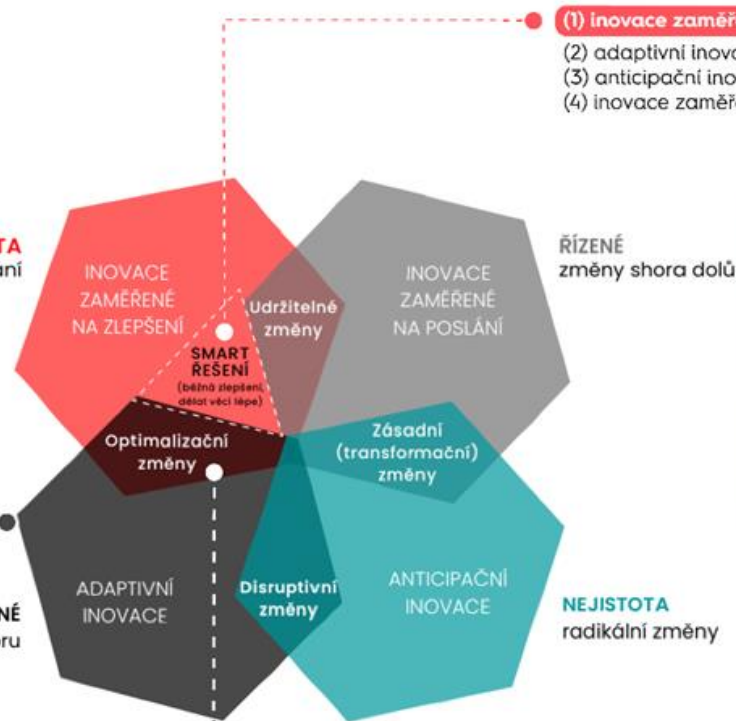 (1) inovace zaměř
(2) adaptivní inova
(3) anticipační ino
(4) inovace zaměř
TA
aní
INOVACE
ZAMĚŘENÉ
NA ZLEPŠENÍ
Udržitelné
změny
INOVACE
ZAMĚŘENÉ
NA POSLÁNÍ
ŘÍZENÉ
změny shora dolů
SMART
ŘEŠENÍ
(běžná zlepšení,
dělat věci lépe)
Optimalizační
změny
Zásadní
(transformační)
změny
ADAPTIVNÍ
INOVACE
Disruptivní
změny
ANTICIPAČNÍ
INOVACE
NÉ
ru
NEJISTOTA
radikální změny